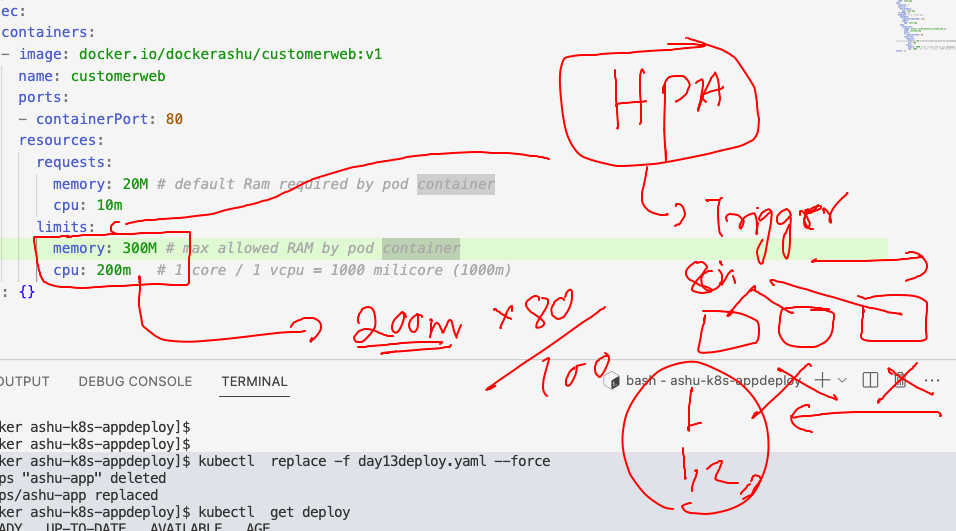 ec:
containers:
- image: docker.io/dockerashu/customerweb:v1
name: customerweb
ports:
- containerPort: 80
resources:
requests:
memory: 20M # default Ram required by pod container
cpu: 10m
limits:
memory: 300M # max allowed RAM by pod container
cpu: 200m # 1 core / 1 vcpu = 1000 milicore (1000m)
: {}
HPA
Trigger
200m × 80
100
1
1,2
OUTPUT DEBUG CONSOLE TERMINAL
bash - ashu-k8s-appdeploy
ker ashu-k8s-appdeploy]$
ker ashu-k8s-appdeploy]$
ker ashu-k8s-appdeploy]$ kubectl replace -f day13deploy.yaml --force
ps "ashu-app" deleted
ps/ashu-app replaced
ker ashu-k8s-appdeploy]$ kubectl get deploy
ADY UP-TO-DATE AVAILABLE AGE